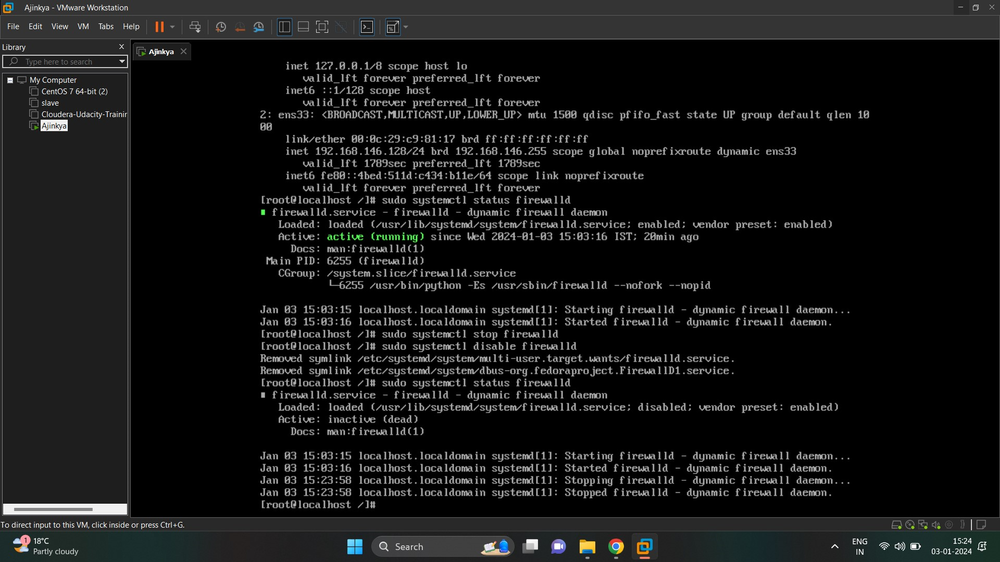 Ajinkya - VMware Workstation
File Edit View VM Tabs Help
Library
Type here to search
My Computer
CentOS 7 64-bit (2)
slave
Cloudera-Udacity-Trainir
Ajinkya
Ajinkya
inet 127.0.0.1/8 scope host lo
valid_lft forever preferred_lft forever
inet6 ::1/128 scope host
valid_lft forever preferred_lft forever
2: ens33: <BROADCAST,MULTICAST,UP,LOWER_UP> mtu 1500 qdisc pfifo_fast state UP group default qlen 10
00
link/ether 00:0c:29:c9:81:17 brd ff:ff:ff:ff:ff:ff
inet 192.168.146.128/24 brd 192.168.146.255 scope global noprefixroute dynamic ens33
valid_lft 1789sec preferred_lft 1789sec
inet6 fe80::4bed:511d:c434:b11e/64 scope link noprefixroute
valid_lft forever preferred_lft forever
[root@localhost /]# sudo systemctl status firewalld
firewalld.service - firewalld - dynamic firewall daemon
Loaded: loaded (/usr/lib/systemd/system/firewalld.service; enabled; vendor preset: enabled)
Active: active (running) since Wed 2024-01-03 15:03:16 IST; 20min ago
Docs: man:firewalld(1)
Main PID: 6255 (firewalld)
CGroup: /system.slice/firewalld.service
└─6255 /usr/bin/python -Es /usr/sbin/firewalld --nofork --nopid
Jan 03 15:03:15 localhost.localdomain systemd[1]: Starting firewalld - dynamic firewall daemon...
Jan 03 15:03:16 localhost.localdomain systemd[1]: Started firewalld - dynamic firewall daemon.
[root@localhost /]# sudo systemctl stop firewalld
[root@localhost /]# sudo systemctl disable firewalld
Removed symlink /etc/systemd/system/multi-user.target.wants/firewalld.service.
Removed symlink /etc/systemd/system/dbus-org.fedoraproject.FirewallD1.service.
[root@localhost /]# sudo systemctl status firewalld
firewalld.service - firewalld - dynamic firewall daemon
Loaded: loaded (/usr/lib/systemd/system/firewalld.service; disabled; vendor preset: enabled)
Active: inactive (dead)
Docs: man:firewalld(1)
Jan 03 15:03:15 localhost.localdomain systemd[1]: Starting firewalld - dynamic firewall daemon...
Jan 03 15:03:16 localhost.localdomain systemd[1]: Started firewalld - dynamic firewall daemon.
Jan 03 15:23:58 localhost.localdomain systemd[1]: Stopping firewalld - dynamic firewall daemon...
Jan 03 15:23:58 localhost.localdomain systemd[1]: Stopped firewalld - dynamic firewall daemon.
[root@localhost /]#
To direct input to this VM, click inside or press Ctrl+G.
1
18°C
Partly cloudy
Search
ENG
IN
15:24
03-01-2024